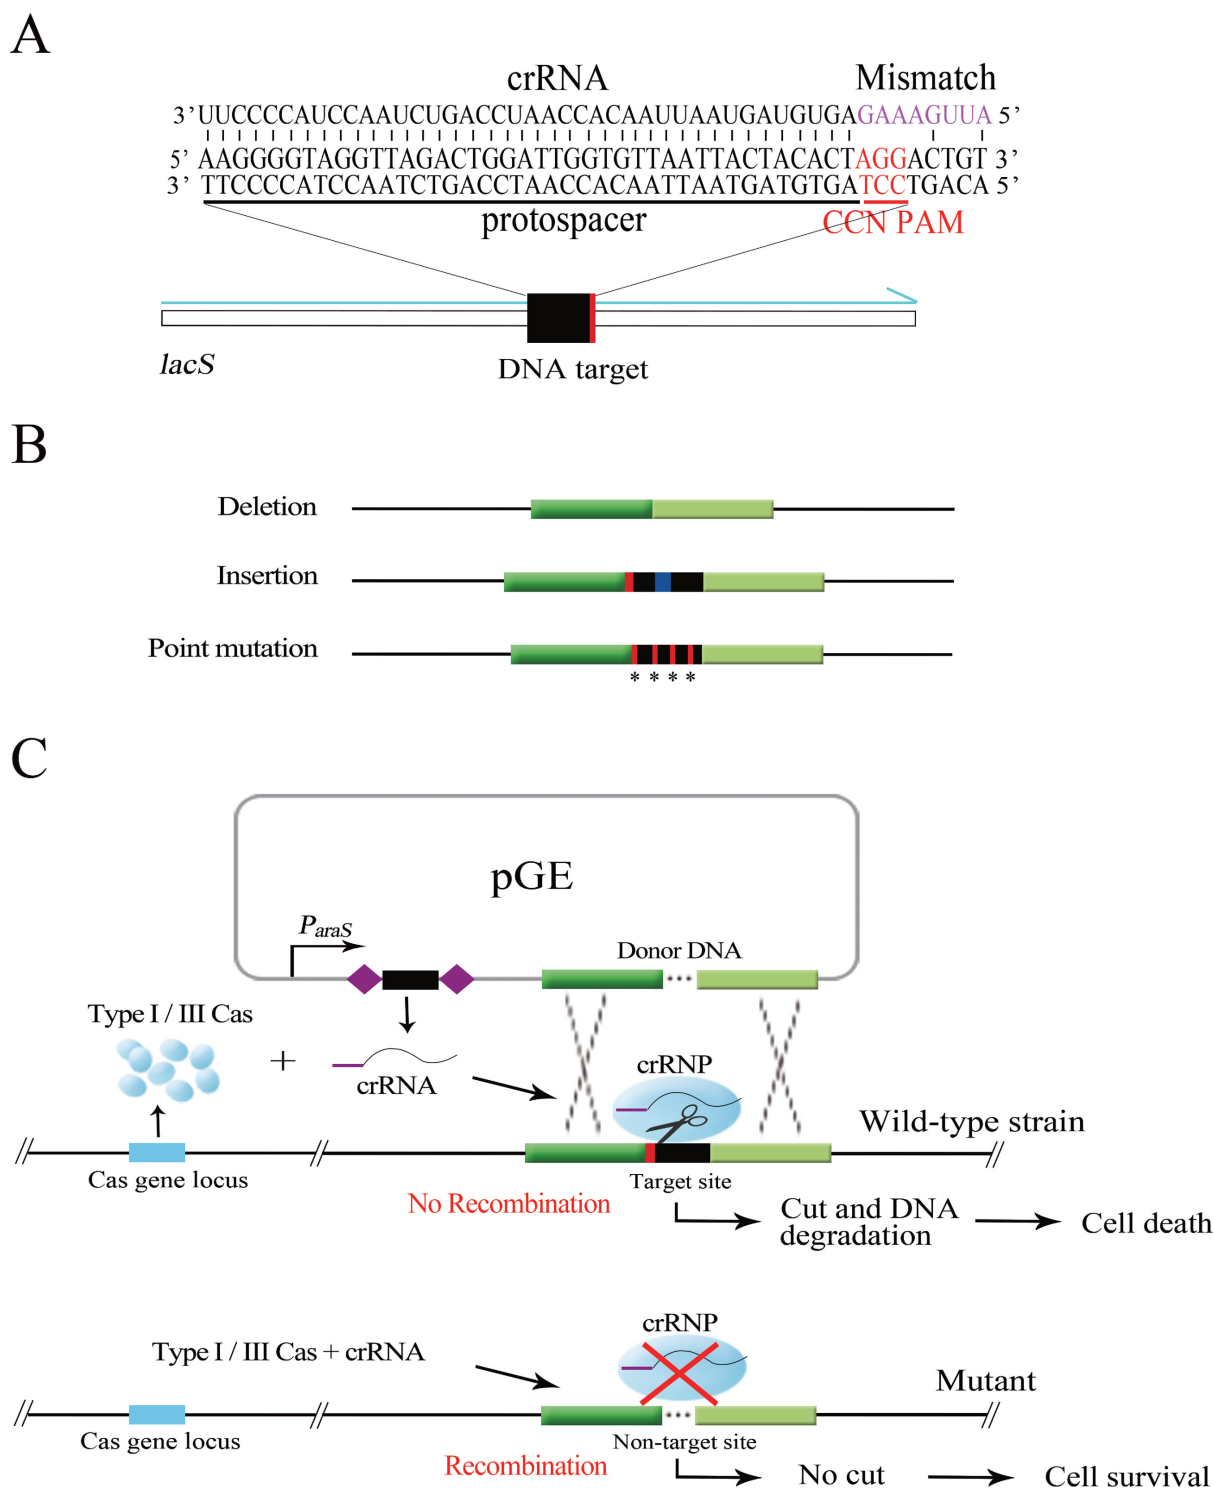 A
crRNA Mismatch
3’UUCCCCAUCCAAUCUGACCUAACCACAAUUAAUGAUGUGAGAAAGUUA 5’
5’ AAGGGGTAGGTTAGACTGGATTGGTGTTAATTACTACACTAGGACTGT 3’
3’ TTCCCCATCCAATCTGACCTAACCACAATTAATGATGTGATCCTGACA 5’
protospacer CCN PAM
lacS
DNA target
B
Deletion
Insertion
Point mutation
* * * *
C
pGE
ParaS
Donor DNA
Type I / III Cas
+
crRNA
crRNP
Wild-type strain
Cas gene locus
Target site
No Recombination
Cut and DNA
degradation
Cell death
crRNP
Type I / III Cas + crRNA
Mutant
Cas gene locus
Non-target site
Recombination
No cut
Cell survival